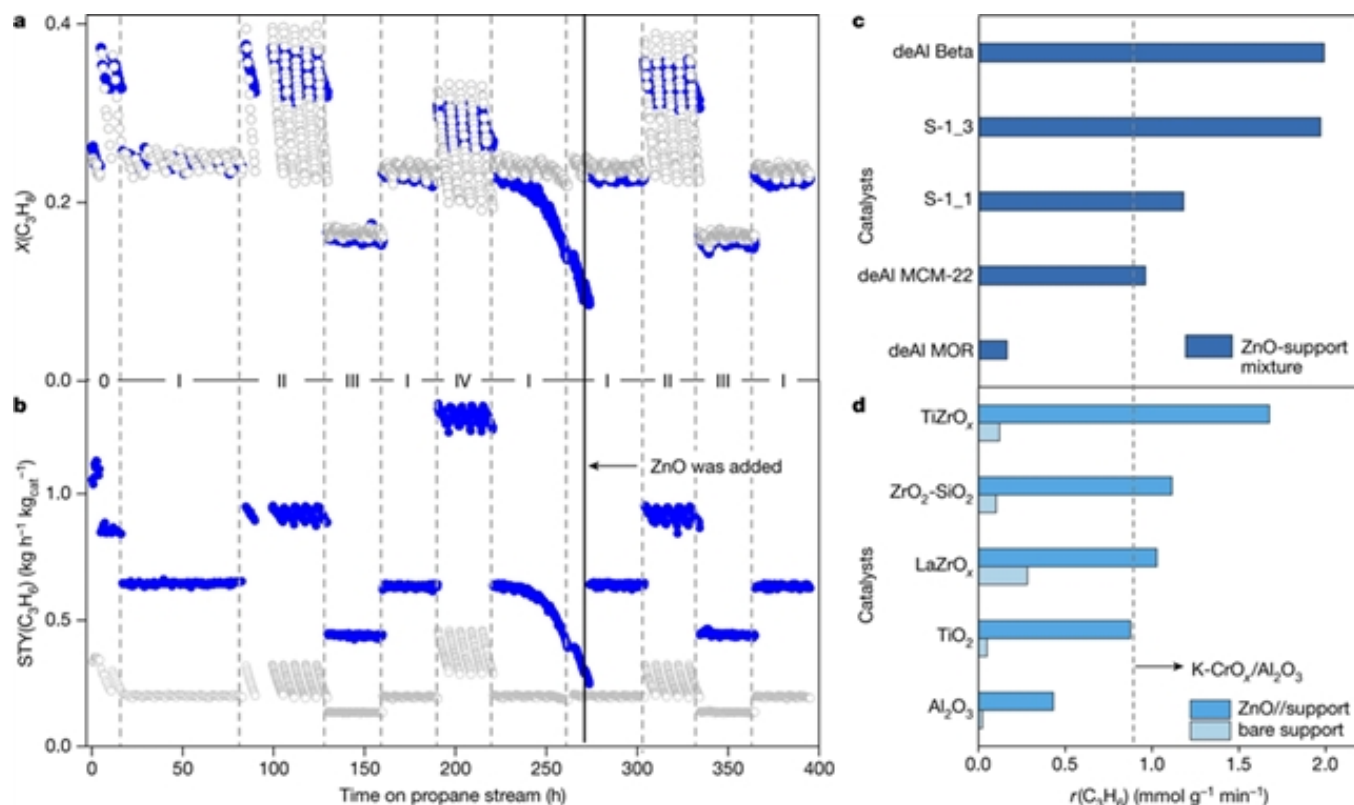 a
0.4
0.2
0.0
X(C₃H₈)
0 I II III I IV I I II III I
b
1.0
0.5
0.0
STY(C₃H₆) (kg h⁻¹ kg_cat⁻¹)
ZnO was added
0 50 100 150 200 250 300 350 400
Time on propane stream (h)
c
Catalysts
deAl Beta
S-1_3
S-1_1
deAl MCM-22
deAl MOR
ZnO-support
mixture
d
Catalysts
TiZrOₓ
ZrO₂-SiO₂
LaZrOₓ
TiO₂
Al₂O₃
K-CrOₓ/Al₂O₃
ZnO//support
bare support
0.0 0.5 1.0 1.5 2.0
r(C₃H₆) (mmol g⁻¹ min⁻¹)